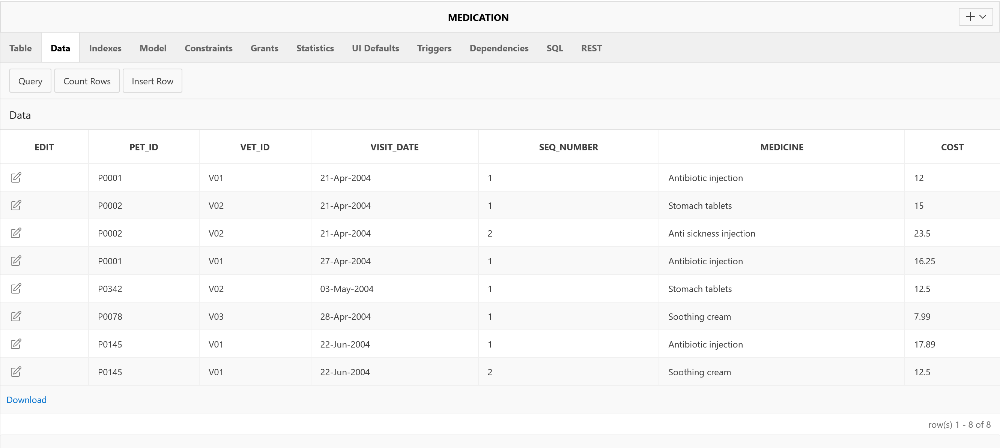 MEDICATION
Table Data Indexes Model Constraints Grants Statistics UI Defaults Triggers Dependencies SQL REST
Query Count Rows Insert Row
Data
EDIT PET_ID VET_ID VISIT_DATE SEQ_NUMBER MEDICINE COST
P0001 V01 21-Apr-2004 1 Antibiotic injection 12
P0002 V02 21-Apr-2004 1 Stomach tablets 15
P0002 V02 21-Apr-2004 2 Anti sickness injection 23.5
P0001 V01 27-Apr-2004 1 Antibiotic injection 16.25
P0342 V02 03-May-2004 1 Stomach tablets 12.5
P0078 V03 28-Apr-2004 1 Soothing cream 7.99
P0145 V01 22-Jun-2004 1 Antibiotic injection 17.89
P0145 V01 22-Jun-2004 2 Soothing cream 12.5
Download
row(s) 1 - 8 of 8